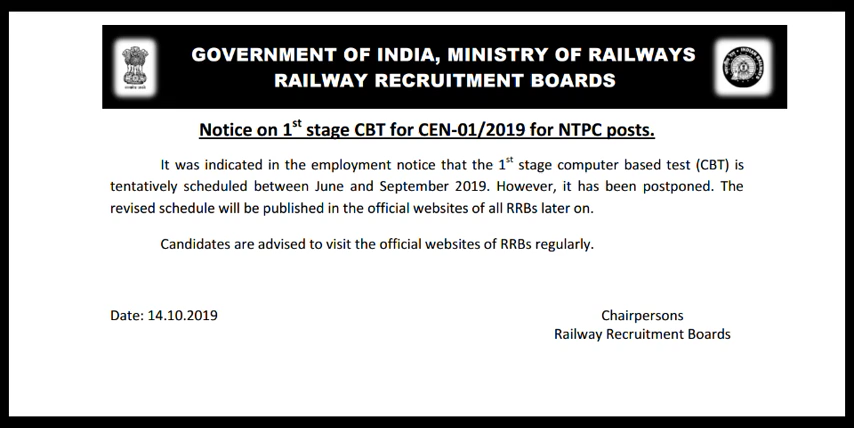 GOVERNMENT OF INDIA, MINISTRY OF RAILWAYS
RAILWAY RECRUITMENT BOARDS
Notice on 1st stage CBT for CEN-01/2019 for NTPC posts.
It was indicated in the employment notice that the 1st stage computer based test (CBT) is
tentatively scheduled between June and September 2019. However, it has been postponed. The
revised schedule will be published in the official websites of all RRBs later on.
Candidates are advised to visit the official websites of RRBs regularly.
Date: 14.10.2019
Chairpersons
Railway Recruitment Boards